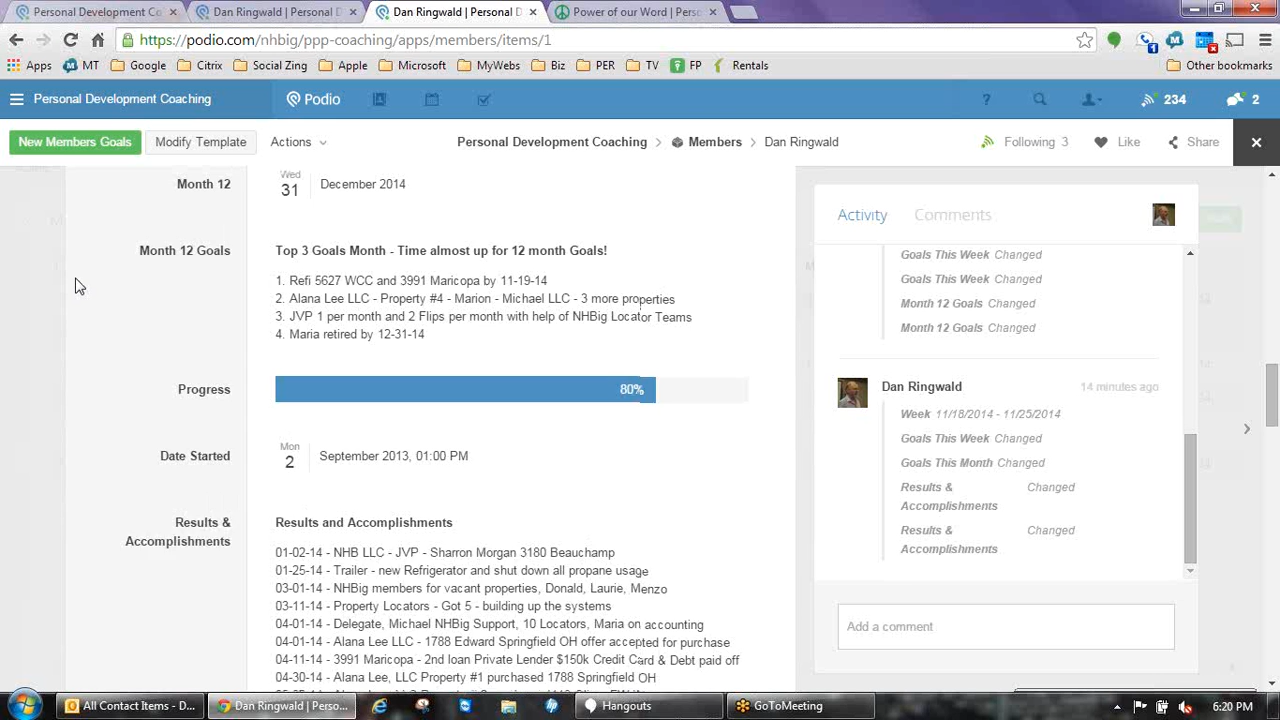 Personal Development Co
Dan Ringwald | Personal D
Dan Ringwald | Personal D
Power of our Word | Perso
https://podio.com/nhbig/ppp-coaching/apps/members/items/1
Apps
MT
Google
Citrix
Social Zing
Apple
Microsoft
MyWebs
Biz
PER
TV
FP
Rentals
Other bookmarks
Personal Development Coaching
Podio
?
234
2
New Members Goals
Modify Template
Actions
Personal Development Coaching > Members > Dan Ringwald
Following 3
Like
Share
Month 12
Wed
31
December 2014
Month 12 Goals
Top 3 Goals Month - Time almost up for 12 month Goals!
1. Refi 5627 WCC and 3991 Maricopa by 11-19-14
2. Alana Lee LLC - Property #4 - Marion - Michael LLC - 3 more properties
3. JVP 1 per month and 2 Flips per month with help of NHBig Locator Teams
4. Maria retired by 12-31-14
Progress
80%
Date Started
Mon
2
September 2013, 01:00 PM
Results &
Accomplishments
Results and Accomplishments
01-02-14 - NHB LLC - JVP - Sharron Morgan 3180 Beauchamp
01-25-14 - Trailer - new Refrigerator and shut down all propane usage
03-01-14 - NHBig members for vacant properties, Donald, Laurie, Menzo
03-11-14 - Property Locators - Got 5 - building up the systems
04-01-14 - Delegate, Michael NHBig Support, 10 Locators, Maria on accounting
04-01-14 - Alana Lee LLC - 1788 Edward Springfield OH offer accepted for purchase
04-11-14 - 3991 Maricopa - 2nd loan Private Lender $150k Credit Card & Debt paid off
04-30-14 - Alana Lee, LLC Property #1 purchased 1788 Springfield OH
Activity
Comments
Goals This Week Changed
Goals This Week Changed
Month 12 Goals Changed
Month 12 Goals Changed
Dan Ringwald
14 minutes ago
Week 11/18/2014 - 11/25/2014
Goals This Week Changed
Goals This Month Changed
Results & Changed
Accomplishments
Results & Changed
Accomplishments
Add a comment
All Contact Items - D...
Dan Ringwald | Perso...
Hangouts
GoToMeeting
6:20 PM